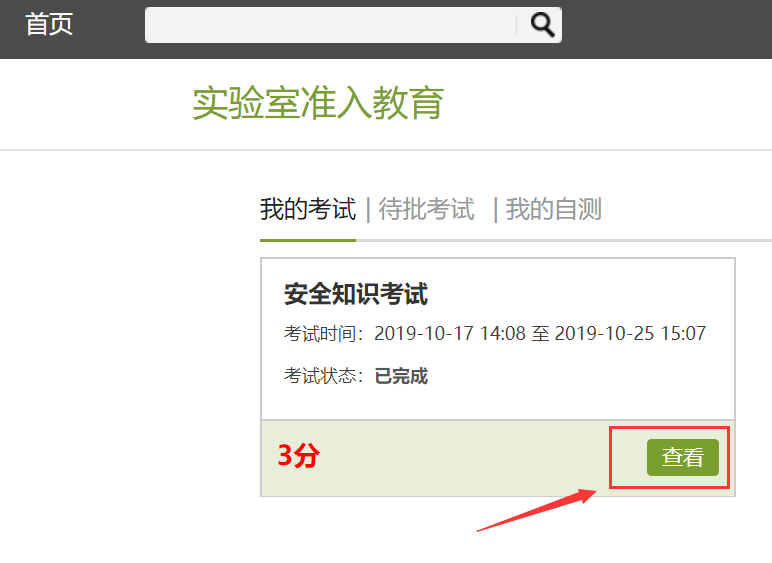 首页
实验室准入教育
我的考试 | 待批考试 | 我的自测
安全知识考试
考试时间：2019-10-17 14:08 至 2019-10-25 15:07
考试状态：已完成
3分 查看